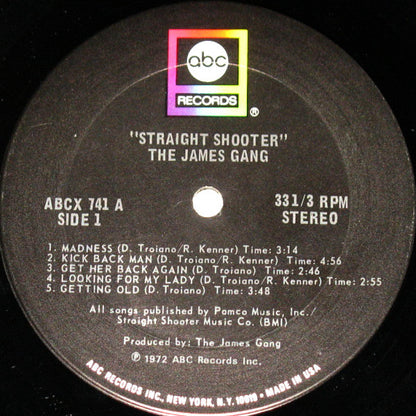 abc
RECORDS
®
"STRAIGHT SHOOTER"
THE JAMES GANG
ABCX 741 A
SIDE 1
33 1/3 RPM
STEREO
1. MADNESS (D. Troiano/R. Kenner) Time: 3:14
2. KICK BACK MAN (D. Troiano/R. Kenner) Time: 4:56
3. GET HER BACK AGAIN (D. Troiano) Time: 2:46
4. LOOKING FOR MY LADY (D. Troiano/R. Kenner) Time: 2:55
5. GETTING OLD (D. Troiano) Time: 3:48
All songs published by Pamco Music, Inc./
Straight Shooter Music Co. (BMI)
Produced by: The James Gang
℗ 1972 ABC Records Inc.
ABC RECORDS INC., NEW YORK, N.Y. 10019 • MADE IN USA